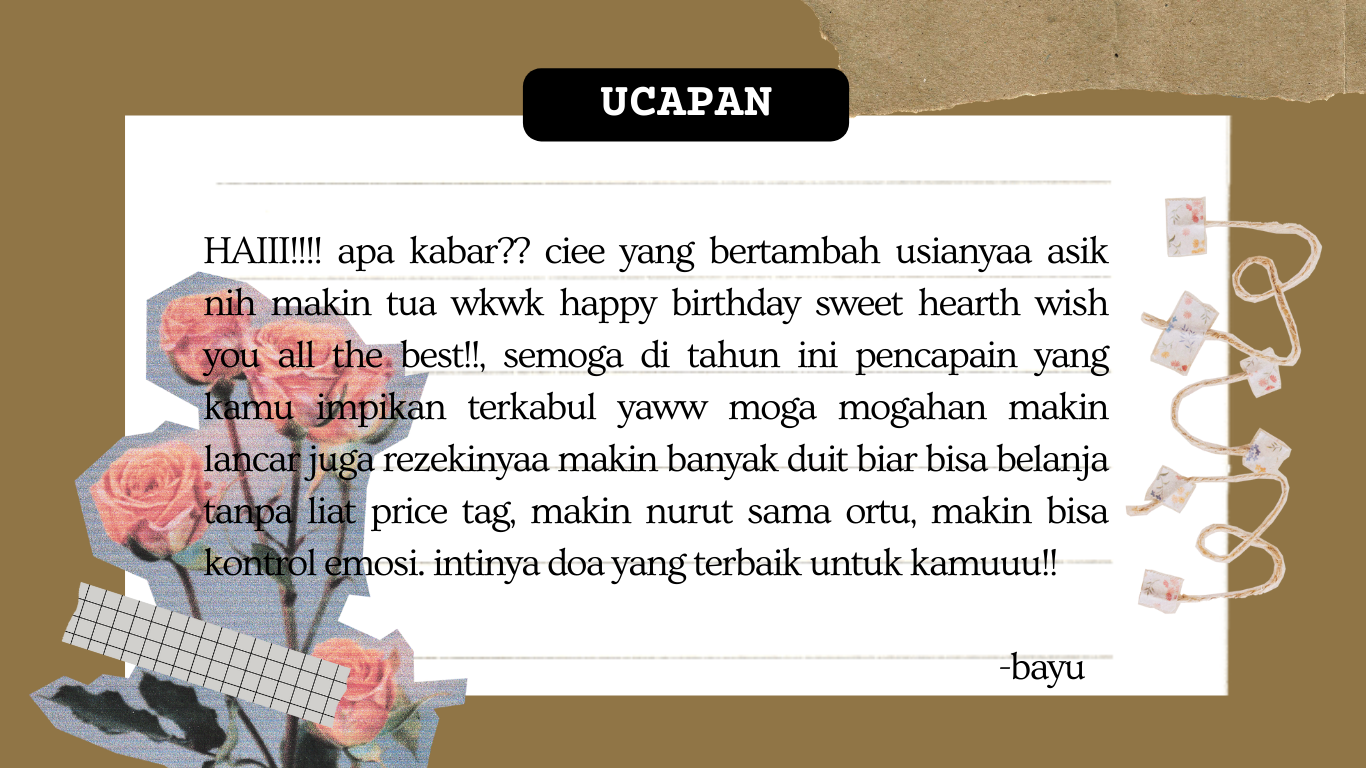 UCAPAN
HAIII!!!! apa kabar?? ciee yang bertambah usianyaa asik
nih makin tua wkwk happy birthday sweet hearth wish
you all the best!!, semoga di tahun ini pencapain yang
kamu impikan terkabul yaww moga mogahan makin
lancar juga rezekinyaa makin banyak duit biar bisa belanja
tanpa liat price tag, makin nurut sama ortu, makin bisa
kontrol emosi. intinya doa yang terbaik untuk kamuuu!!
-bayu